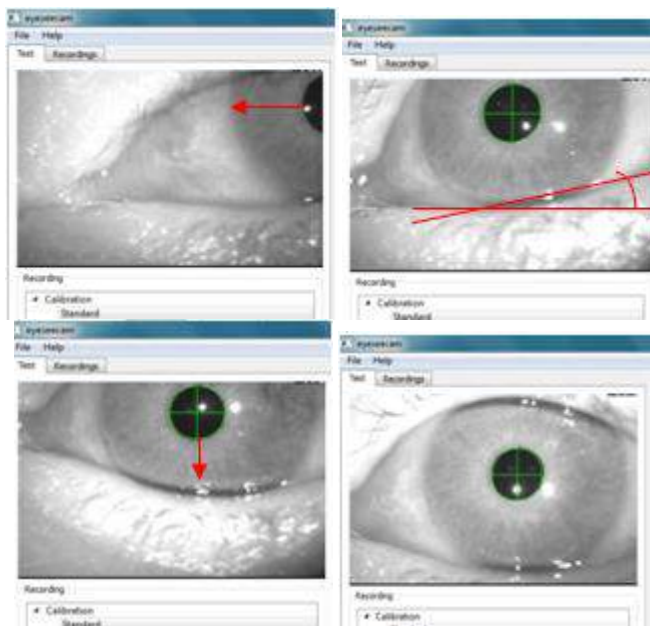 eyeseecam
File Help
Test Recordings
Recording
Calibration
Standard
eyeseecam
File Help
Test Recordings
Recording
Calibration
Standard
eyeseecam
File Help
Test Recordings
Recording
Calibration
Standard
eyeseecam
File Help
Test Recordings
Recording
Calibration